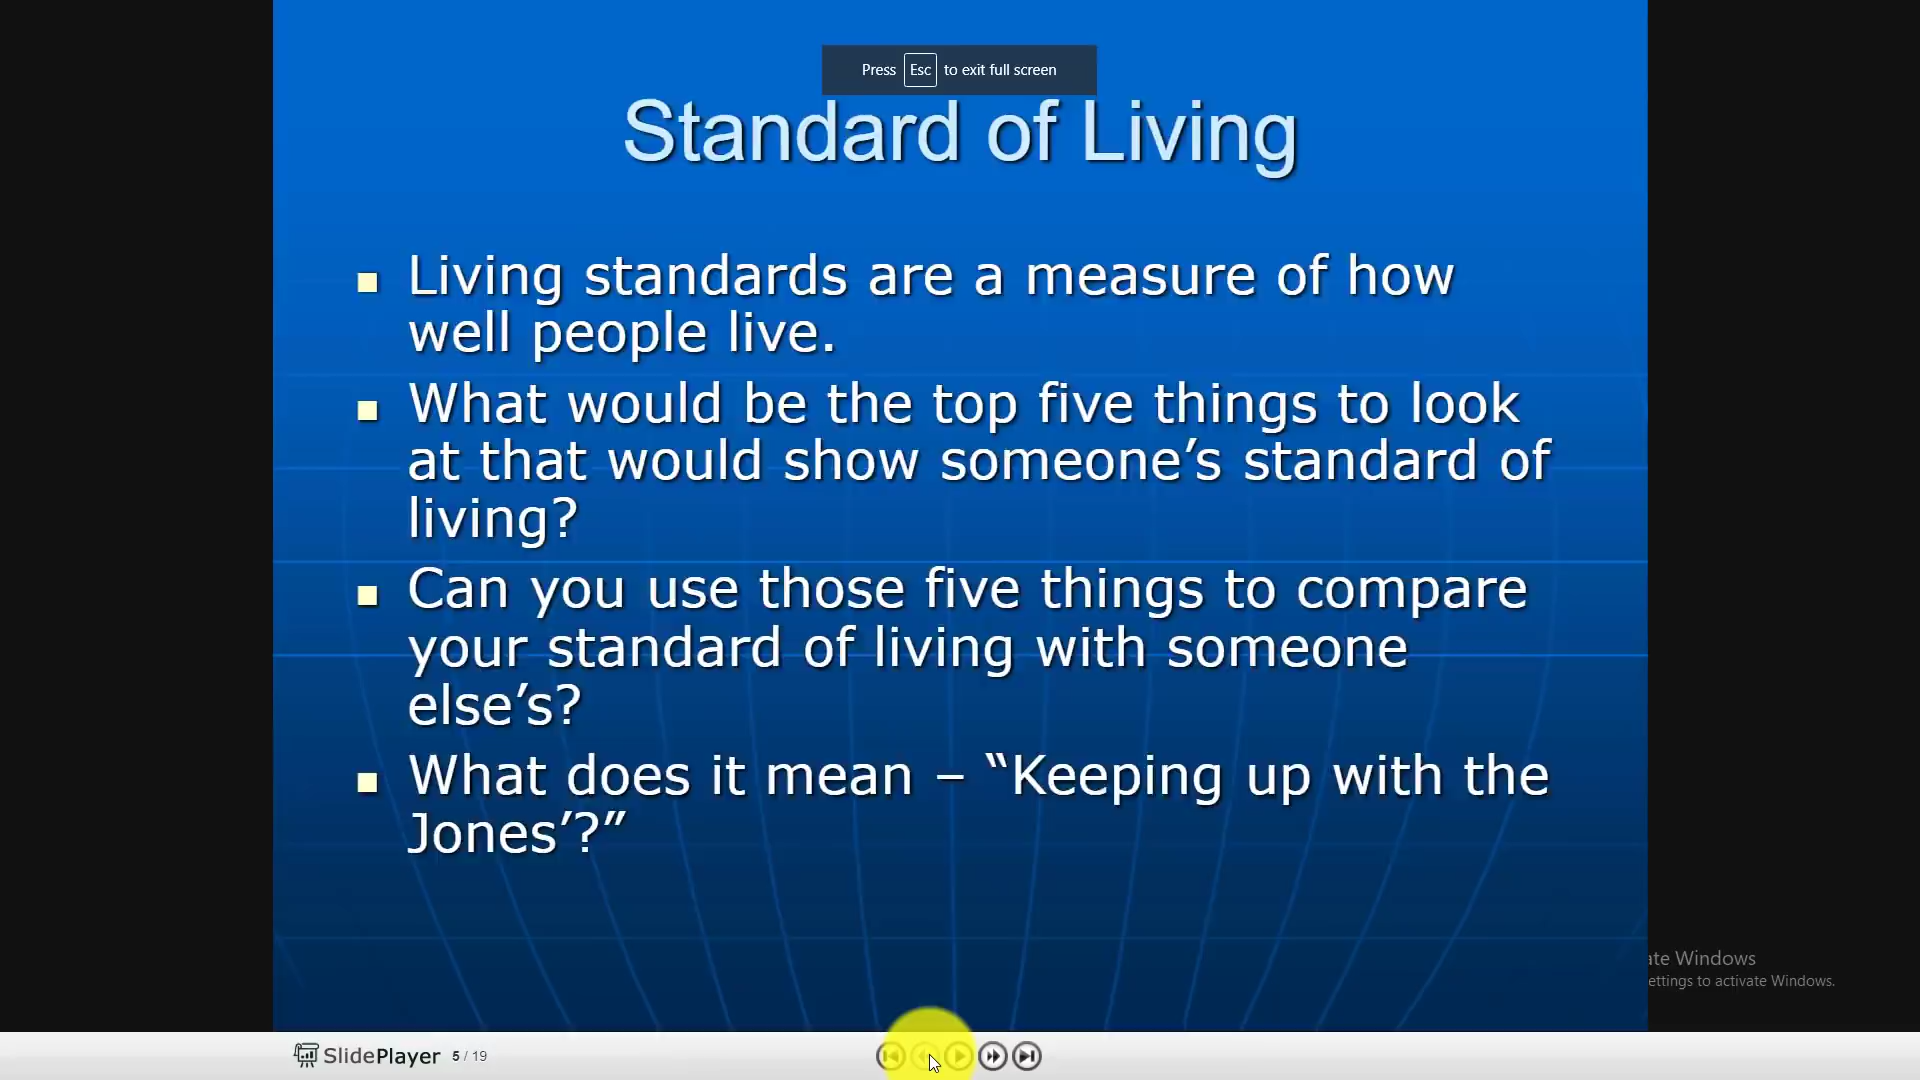 Press Esc to exit full screen
Standard of Living
Living standards are a measure of how
well people live.
What would be the top five things to look
at that would show someone’s standard of
living?
Can you use those five things to compare
your standard of living with someone
else’s?
What does it mean – “Keeping up with the
Jones’?”
Windows
to activate Windows.
SlidePlayer 5 / 19